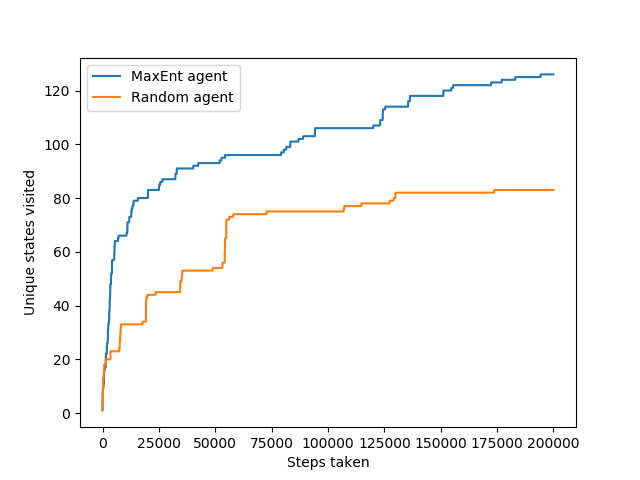 MaxEnt agent
Random agent
120
100
80
60
40
20
0
Unique states visited
0 25000 50000 75000 100000 125000 150000 175000 200000
Steps taken